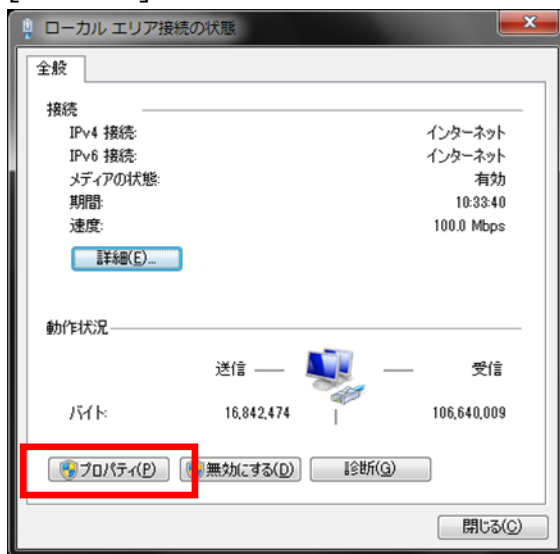 ローカル エリア接続の状態
全般
接続
IPv4 接続: インターネット
IPv6 接続: インターネット
メディアの状態: 有効
期間: 10:33:40
速度: 100.0 Mbps
詳細(E)...
動作状況
送信 — — 受信
バイト: 16,842,474 106,640,009
プロパティ(P) 無効にする(D) 診断(G)
閉じる(C)